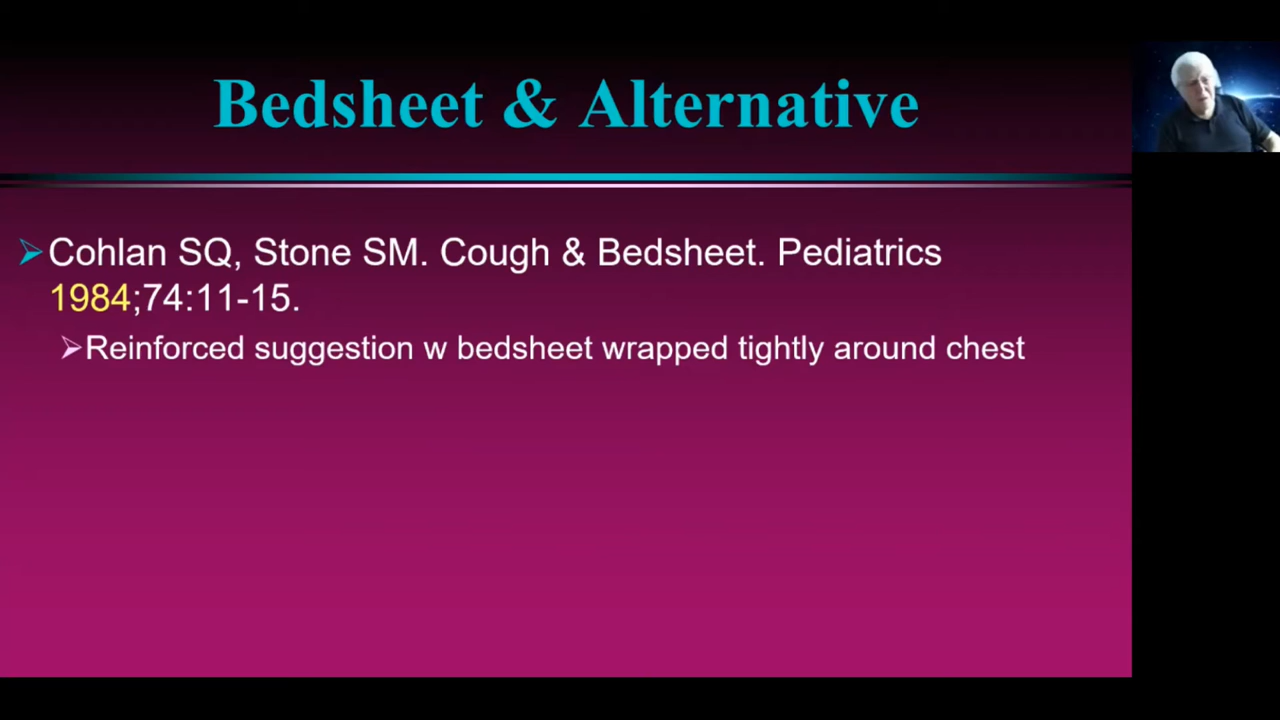 Bedsheet & Alternative
Cohlan SQ, Stone SM. Cough & Bedsheet. Pediatrics
1984;74:11-15.
Reinforced suggestion w bedsheet wrapped tightly around chest